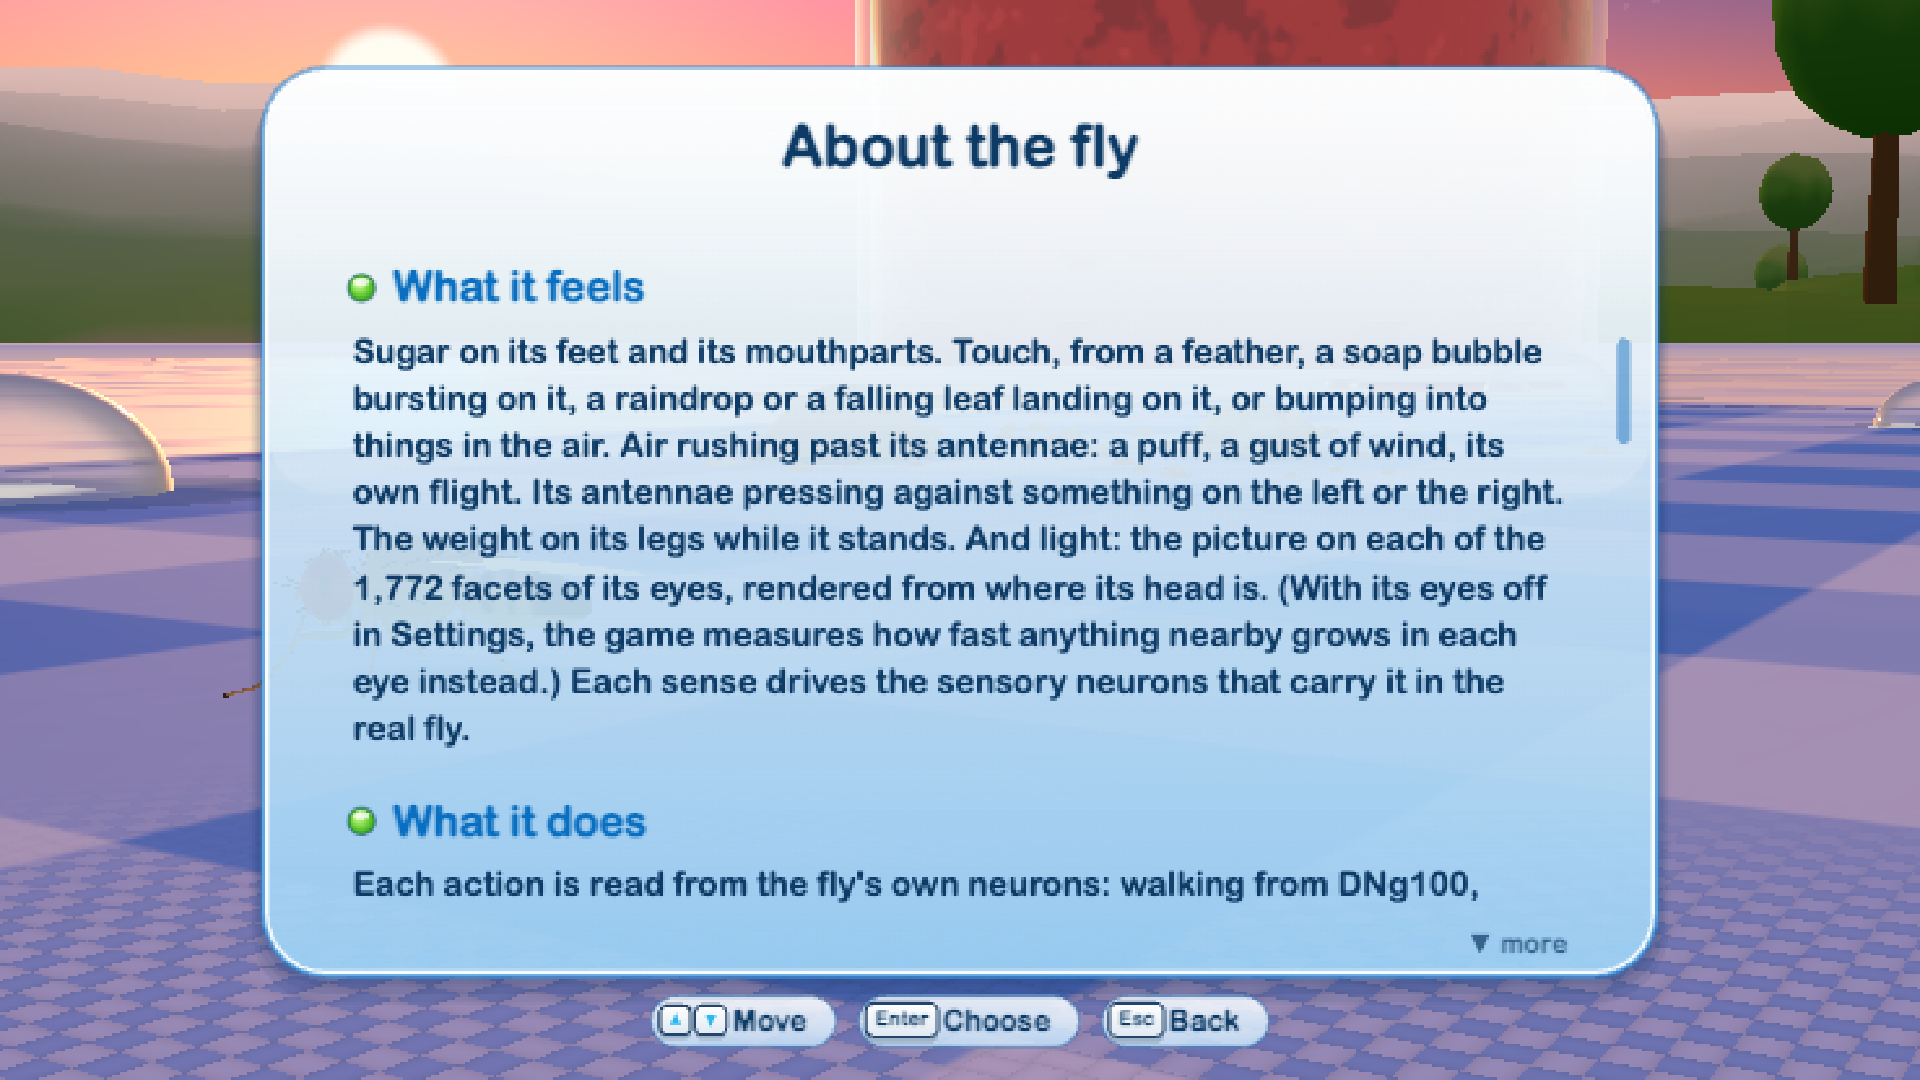 About the fly
What it feels
Sugar on its feet and its mouthparts. Touch, from a feather, a soap bubble
bursting on it, a raindrop or a falling leaf landing on it, or bumping into
things in the air. Air rushing past its antennae: a puff, a gust of wind, its
own flight. Its antennae pressing against something on the left or the right.
The weight on its legs while it stands. And light: the picture on each of the
1,772 facets of its eyes, rendered from where its head is. (With its eyes off
in Settings, the game measures how fast anything nearby grows in each
eye instead.) Each sense drives the sensory neurons that carry it in the
real fly.
What it does
Each action is read from the fly's own neurons: walking from DNg100,
▼ more
▲ ▼ Move Enter Choose Esc Back